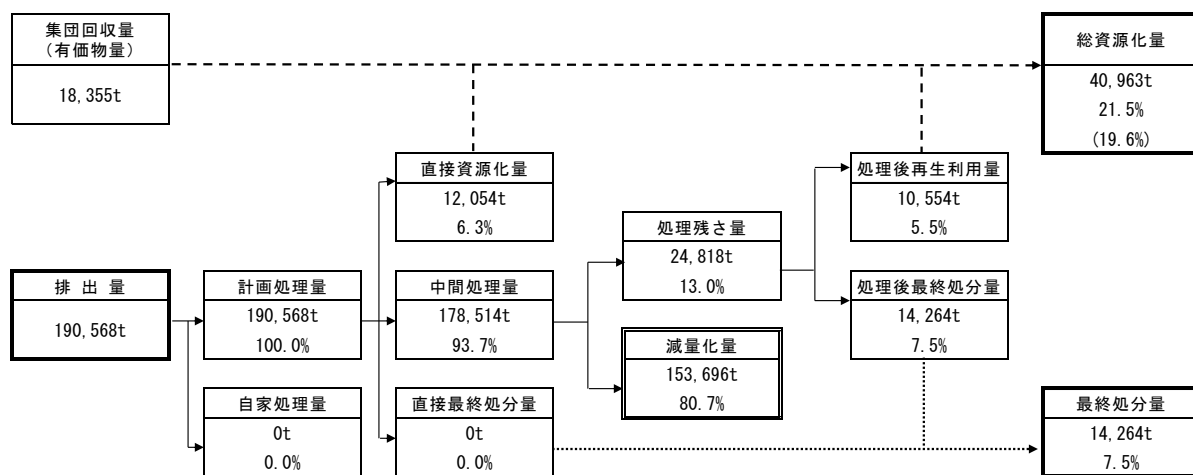 集団回収量
(有価物量)
18,355t
総資源化量
40,963t
21.5%
(19.6%)
直接資源化量
12,054t
6.3%
処理後再生利用量
10,554t
5.5%
処理残さ量
24,818t
13.0%
排 出 量
190,568t
計画処理量
190,568t
100.0%
中間処理量
178,514t
93.7%
処理後最終処分量
14,264t
7.5%
減量化量
153,696t
80.7%
自家処理量
0t
0.0%
直接最終処分量
0t
0.0%
最終処分量
14,264t
7.5%